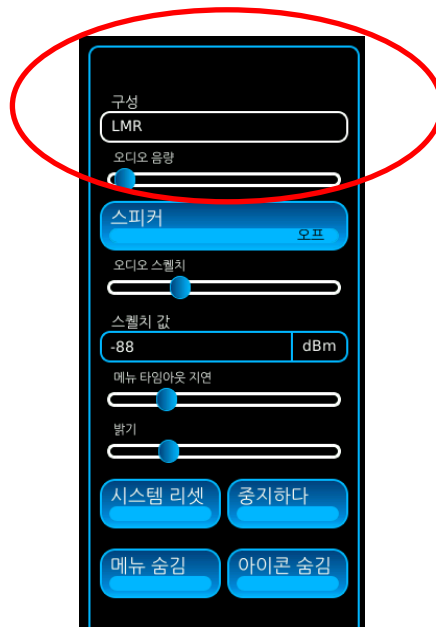 구성
LMR
오디오 음량
스피커
오프
오디오 스퀠치
스퀠치 값
-88 dBm
메뉴 타임아웃 지연
밝기
시스템 리셋 중지하다
메뉴 숨김 아이콘 숨김